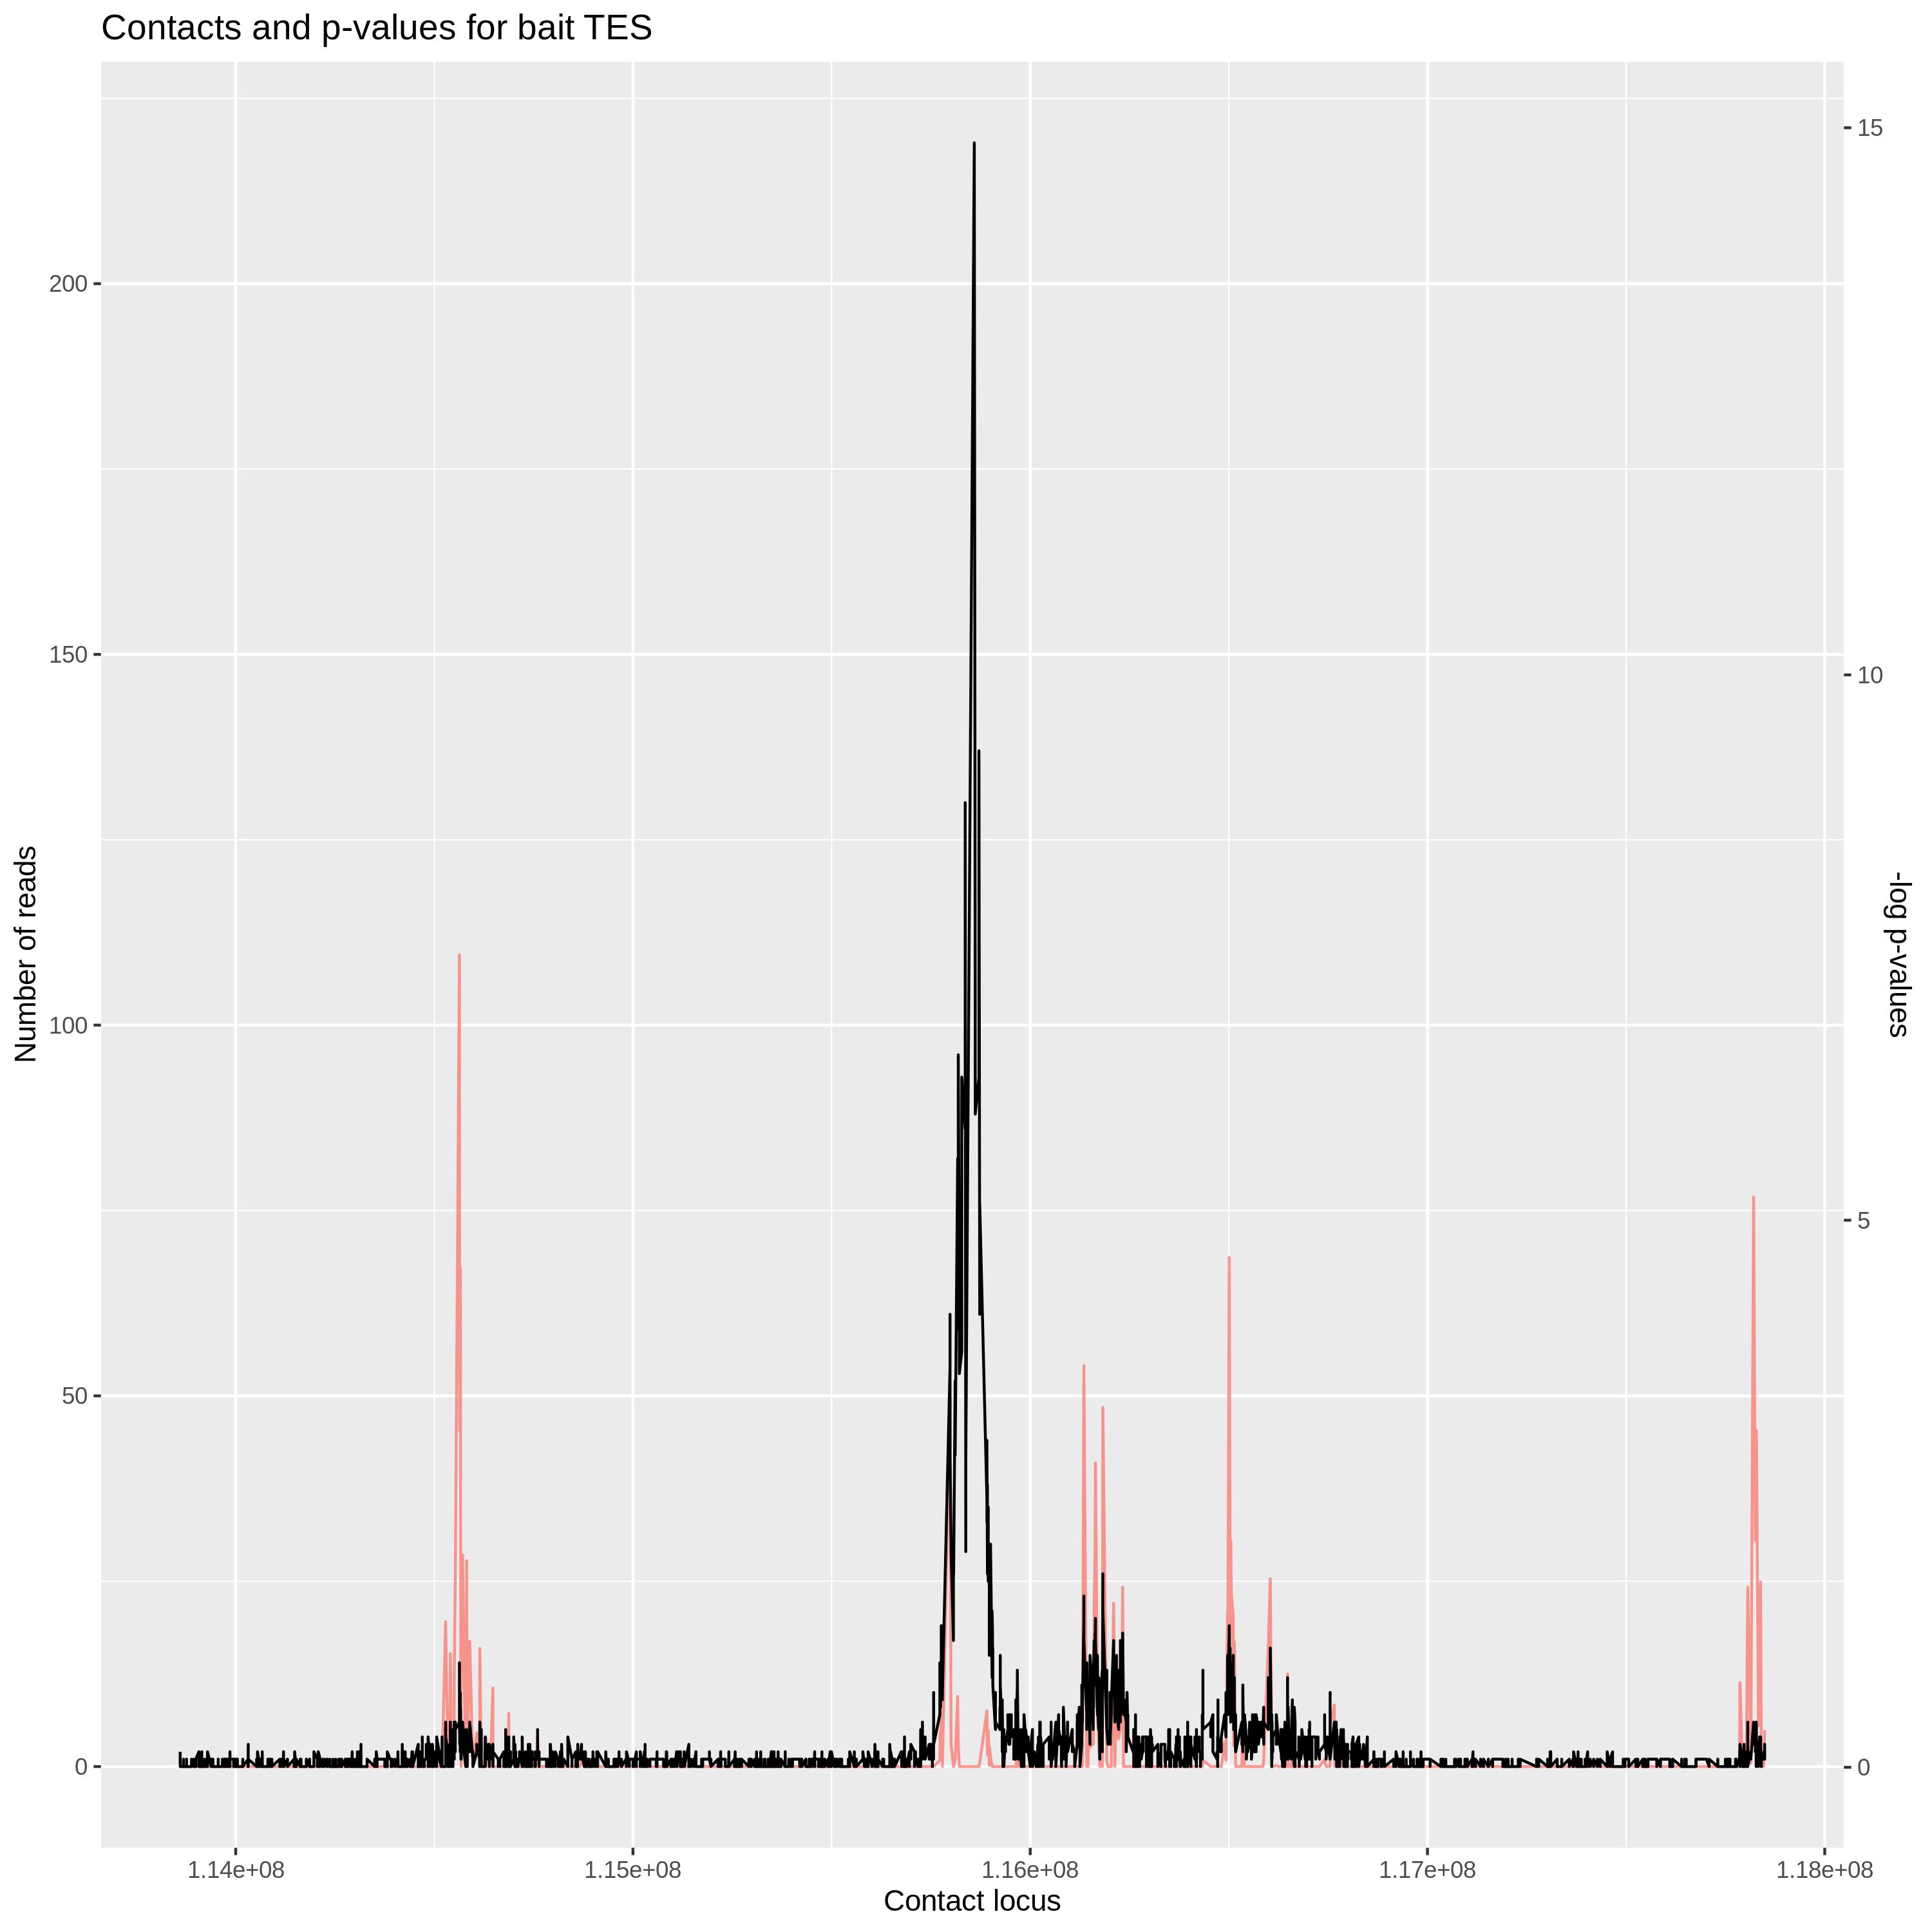 Contacts and p-values for bait TES
200
150
100
50
0
15
10
5
0
Number of reads
-log p-values
1.14e+08 1.15e+08 1.16e+08 1.17e+08 1.18e+08
Contact locus